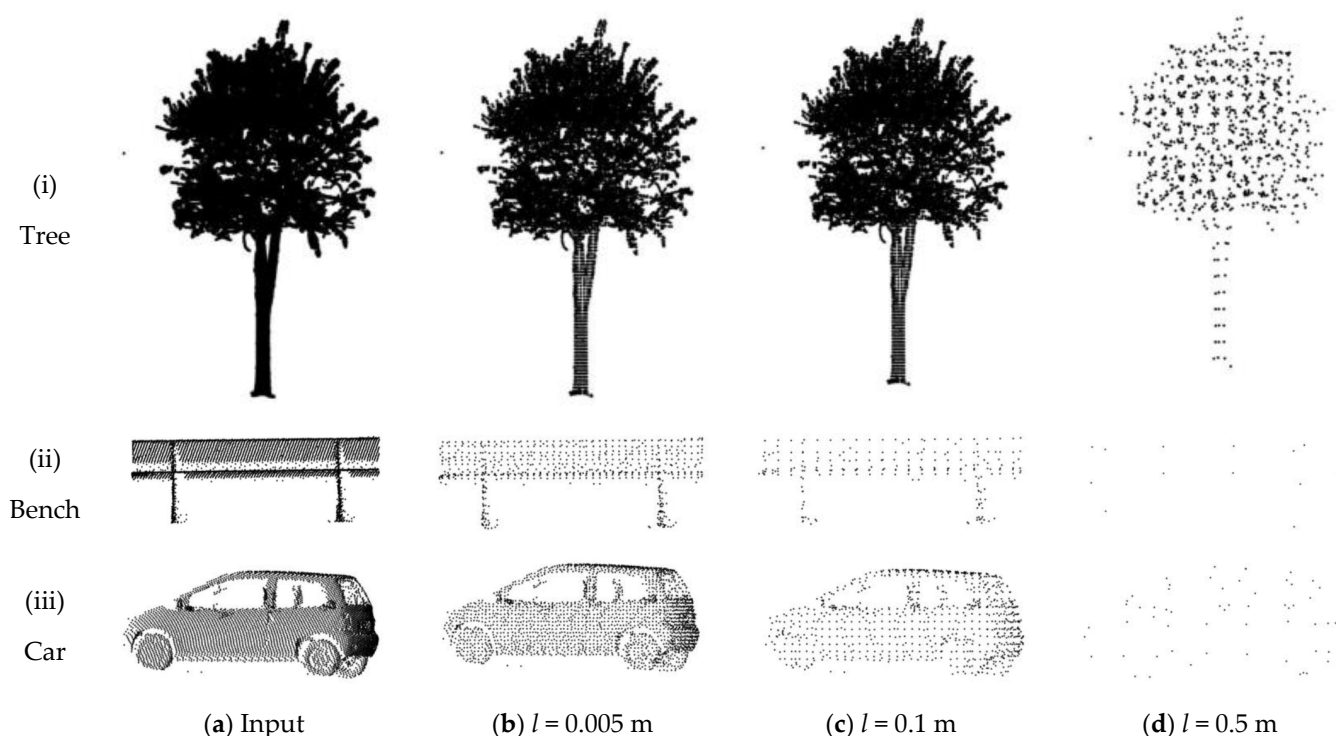 (i)
Tree
(ii)
Bench
(iii)
Car
(a) Input (b) l = 0.005 m (c) l = 0.1 m (d) l = 0.5 m